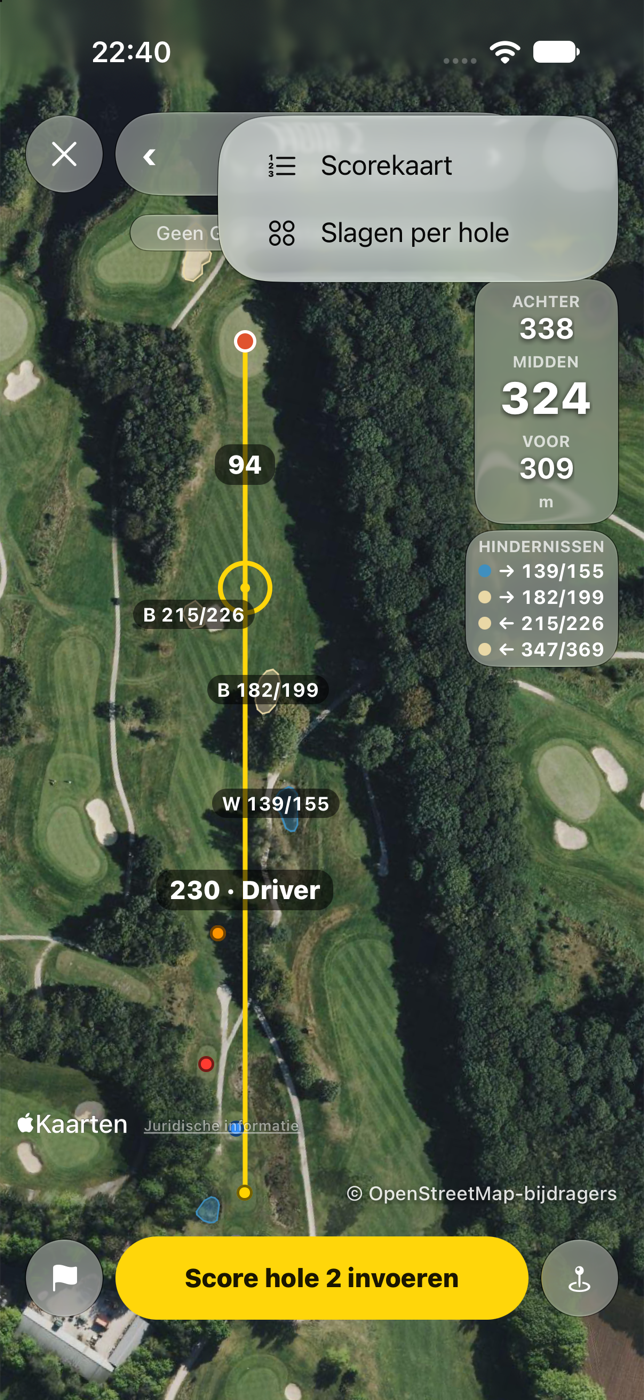 22:40
Scorekaart
Slagen per hole
Geen
ACHTER
338
MIDDEN
324
VOOR
309
m
HINDERNISSEN
→ 139/155
→ 182/199
← 215/226
← 347/369
94
B 215/226
B 182/199
W 139/155
230 · Driver
Kaarten
Juridische informatie
© OpenStreetMap-bijdragers
Score hole 2 invoeren